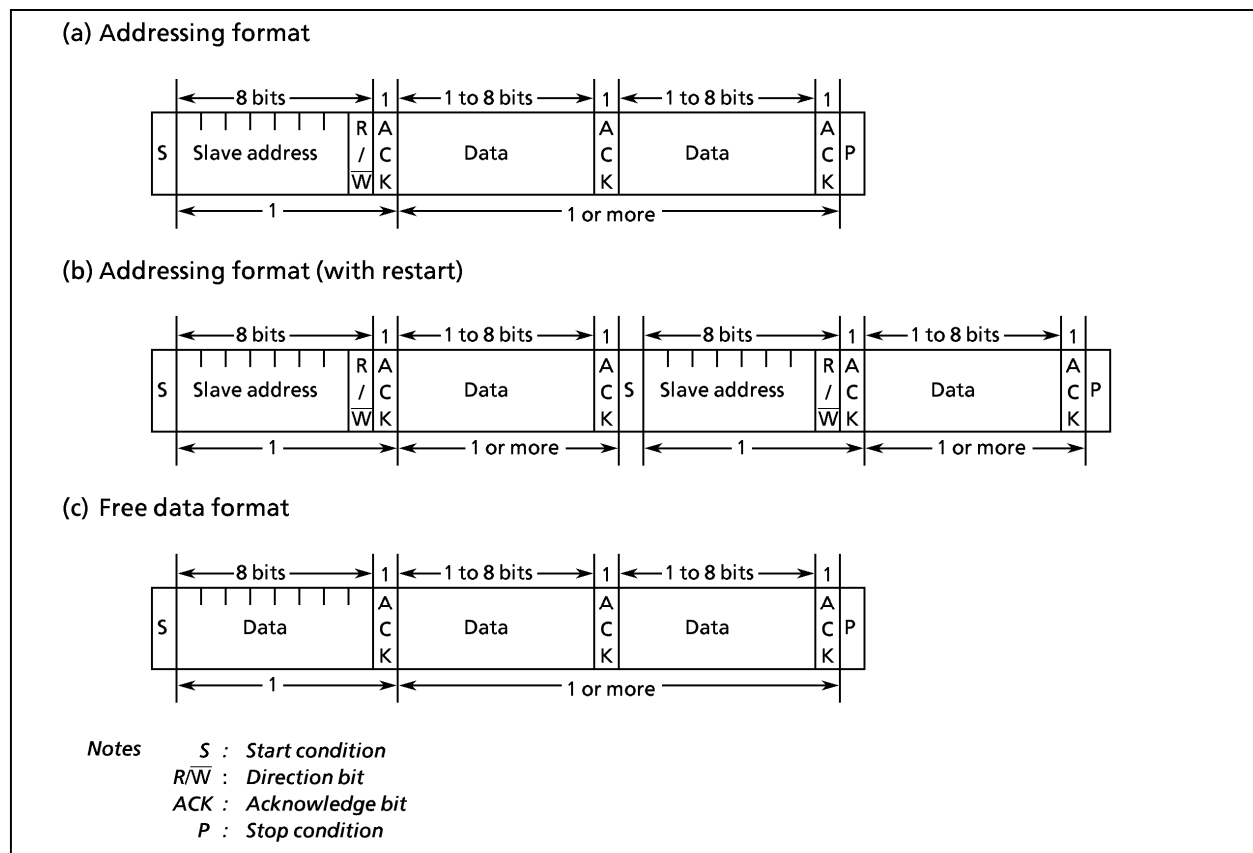 (a) Addressing format
8 bits 1 1 to 8 bits 1 1 to 8 bits 1
S Slave address R/W̅ ACK Data ACK Data ACK P
1 1 or more
(b) Addressing format (with restart)
8 bits 1 1 to 8 bits 1 8 bits 1 1 to 8 bits 1
S Slave address R/W̅ ACK Data ACK S Slave address R/W̅ ACK Data ACK P
1 1 or more 1 1 or more
(c) Free data format
8 bits 1 1 to 8 bits 1 1 to 8 bits 1
S Data ACK Data ACK Data ACK P
1 1 or more
Notes S : Start condition
R/W̅ : Direction bit
ACK : Acknowledge bit
P : Stop condition